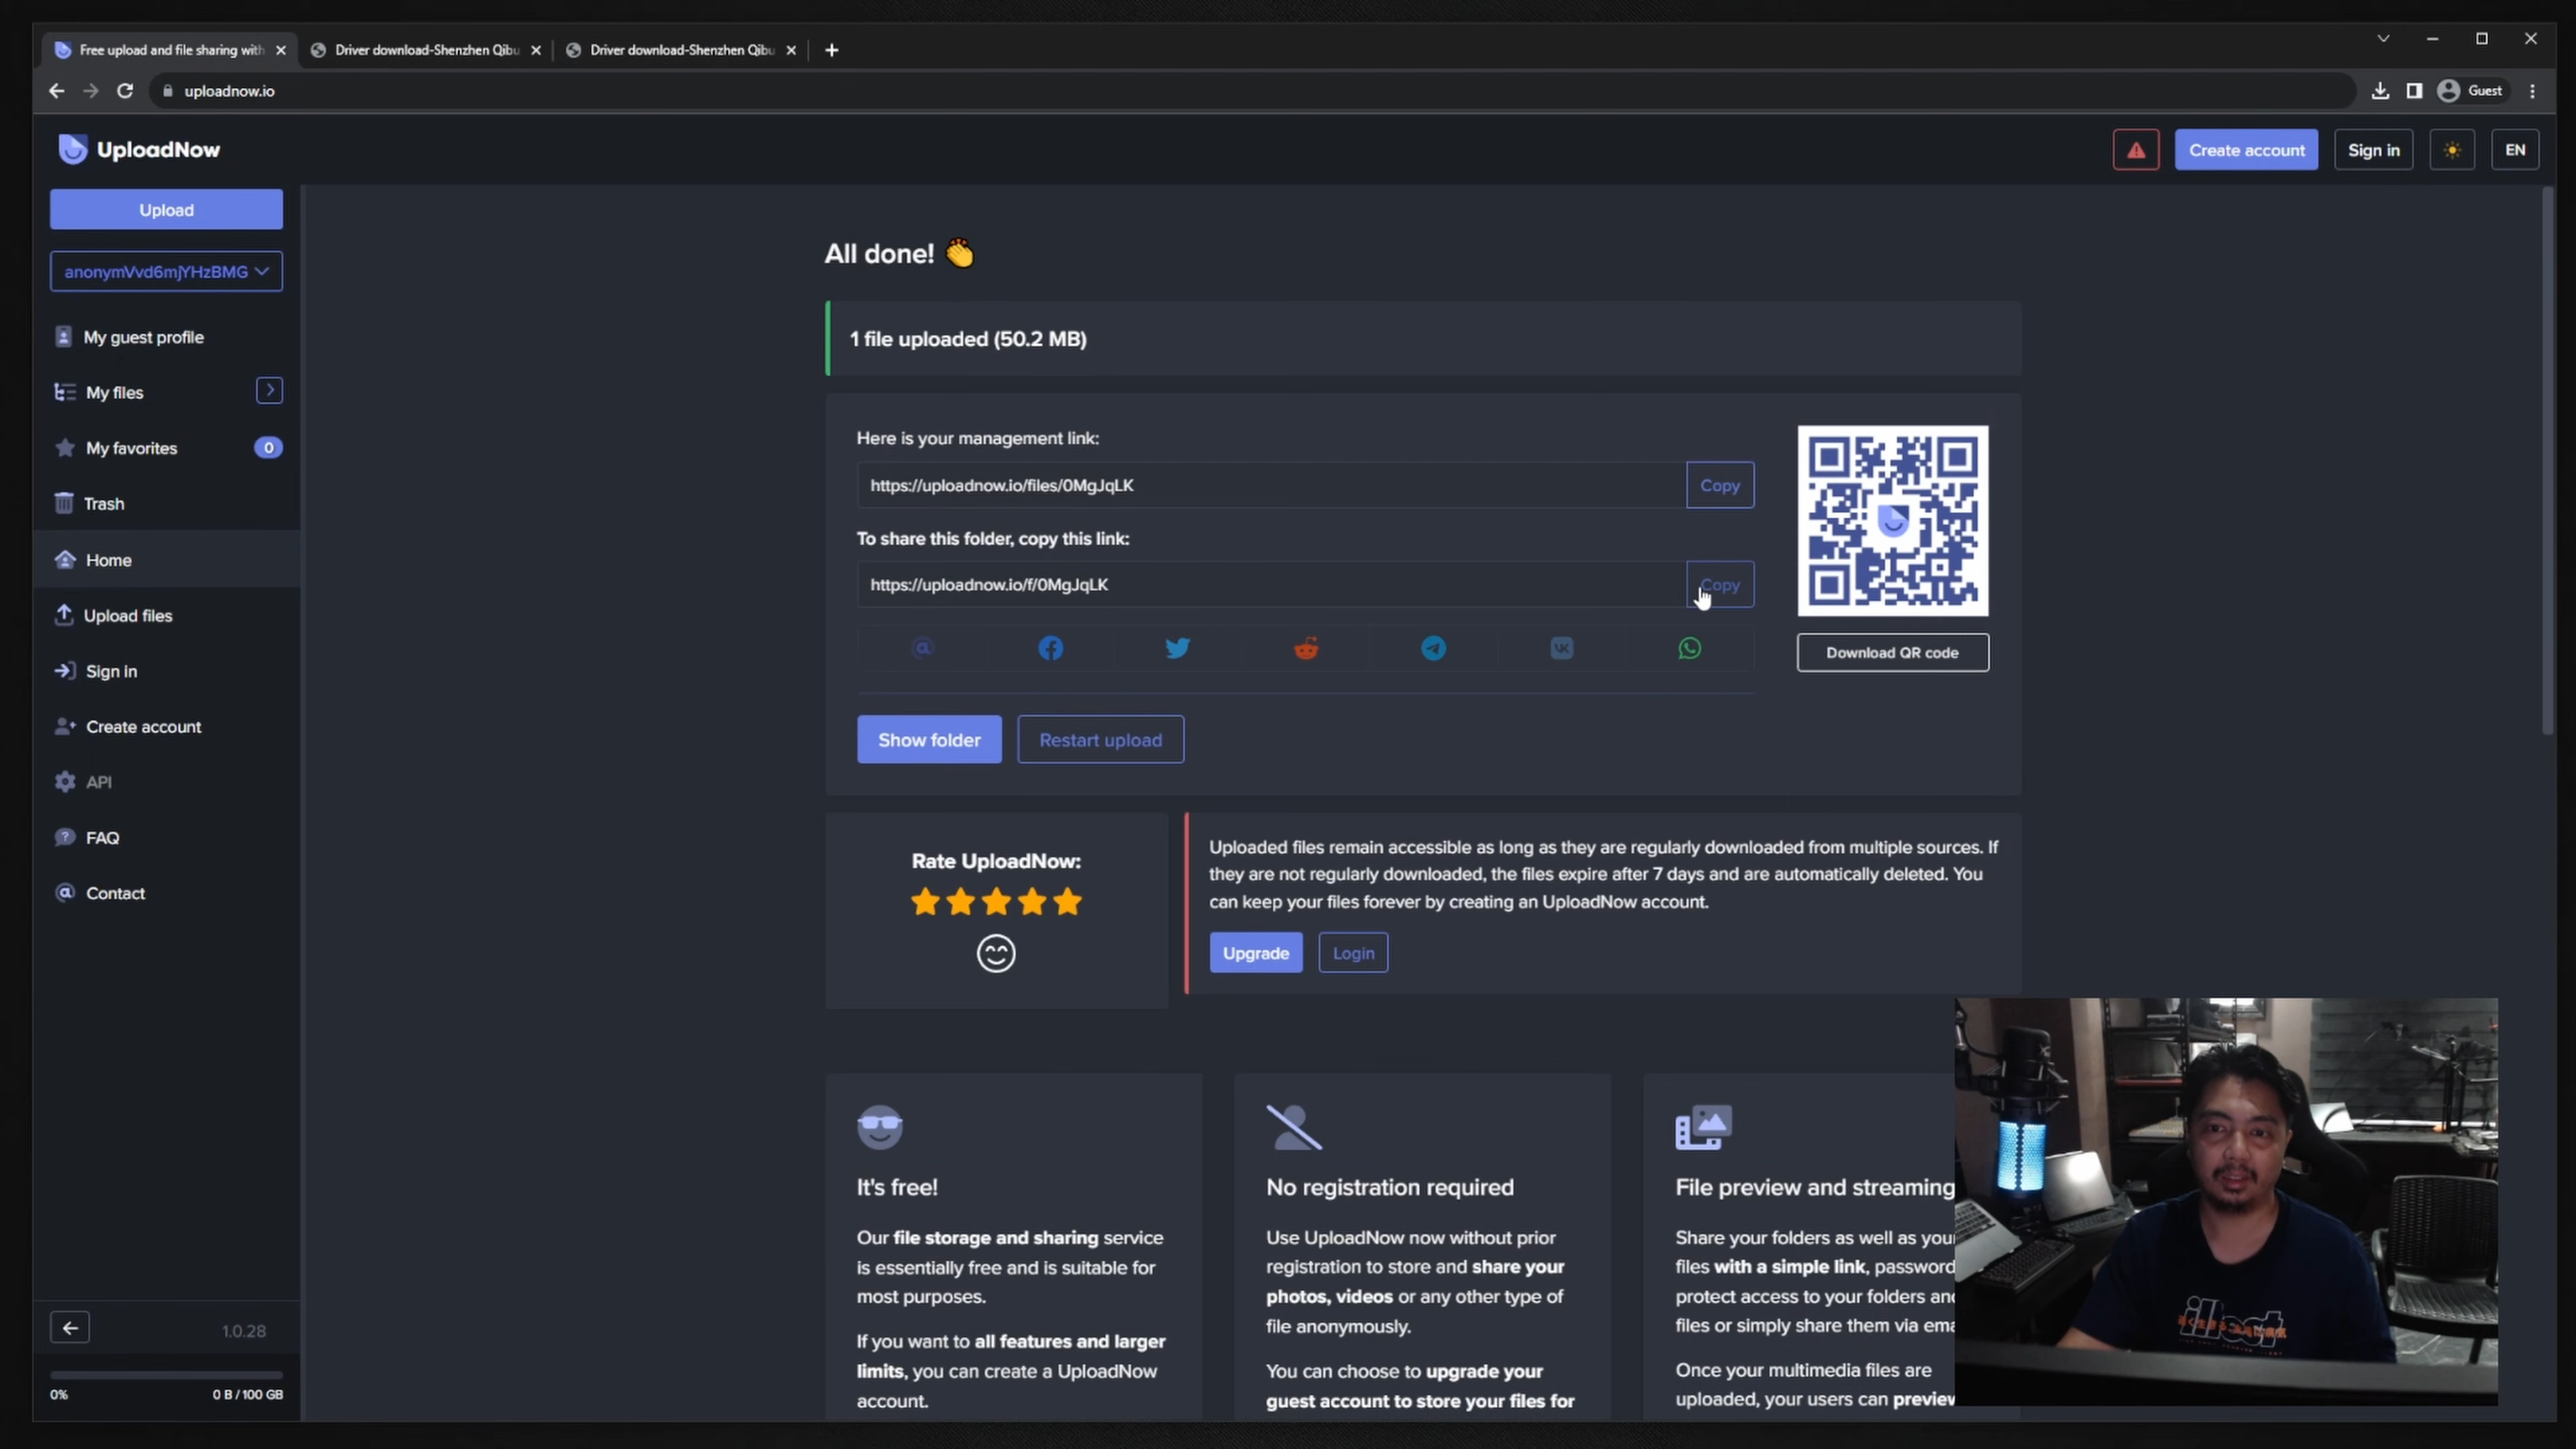 Free upload and file sharing with
Driver download-Shenzhen Qibu
Driver download-Shenzhen Qibu
uploadnow.io
Guest
UploadNow
Create account
Sign in
EN
Upload
anonymVvd6mjYHzBMG
My guest profile
My files
My favorites
0
Trash
Home
Upload files
Sign in
Create account
API
FAQ
Contact
1.0.28
0%
0 B / 100 GB
All done!
1 file uploaded (50.2 MB)
Here is your management link:
https://uploadnow.io/files/0MgJqLK
Copy
To share this folder, copy this link:
https://uploadnow.io/f/0MgJqLK
Copy
Download QR code
Show folder
Restart upload
Rate UploadNow:
Uploaded files remain accessible as long as they are regularly downloaded from multiple sources. If
they are not regularly downloaded, the files expire after 7 days and are automatically deleted. You
can keep your files forever by creating an UploadNow account.
Upgrade
Login
It's free!
Our file storage and sharing service
is essentially free and is suitable for
most purposes.
If you want to all features and larger
limits, you can create a UploadNow
account.
No registration required
Use UploadNow now without prior
registration to store and share your
photos, videos or any other type of
file anonymously.
You can choose to upgrade your
guest account to store your files for
File preview and streaming
Share your folders as well as your
files with a simple link, password
protect access to your folders and
files or simply share them via ema
Once your multimedia files are
uploaded, your users can preview
illest